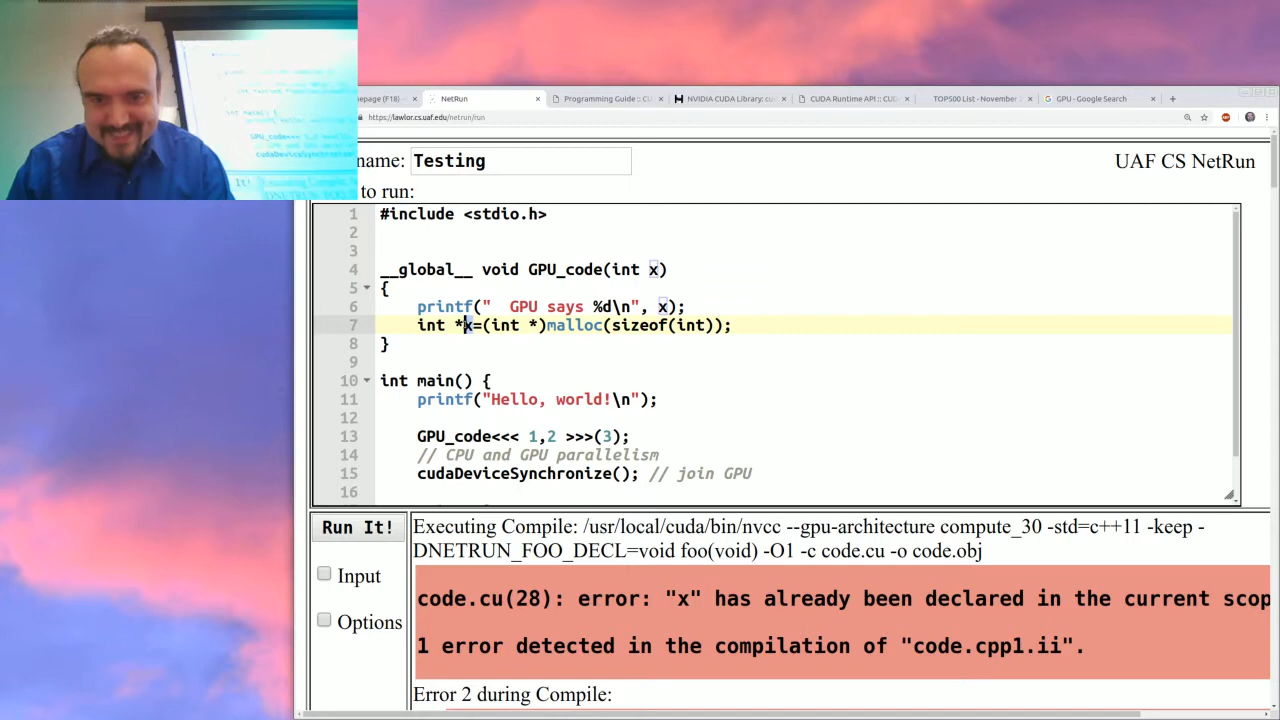 epage (F18)
NetRun
Programming Guide :: CU
NVIDIA CUDA Library: cu
CUDA Runtime API :: CUD
TOP500 List - November
GPU - Google Search
https://lawlor.cs.uaf.edu/netrun/run
name: Testing
UAF CS NetRun
to run:
1 #include <stdio.h>
2
3
4 __global__ void GPU_code(int x)
5 {
6 printf("  GPU says %d\n", x);
7 int *x=(int *)malloc(sizeof(int));
8 }
9
10 int main() {
11 printf("Hello, world!\n");
12
13 GPU_code<<< 1,2 >>>(3);
14 // CPU and GPU parallelism
15 cudaDeviceSynchronize(); // join GPU
16
Run It!
Input
Options
Executing Compile: /usr/local/cuda/bin/nvcc --gpu-architecture compute_30 -std=c++11 -keep -
DNETRUN_FOO_DECL=void foo(void) -O1 -c code.cu -o code.obj
code.cu(28): error: "x" has already been declared in the current scop
1 error detected in the compilation of "code.cpp1.ii".
Error 2 during Compile: